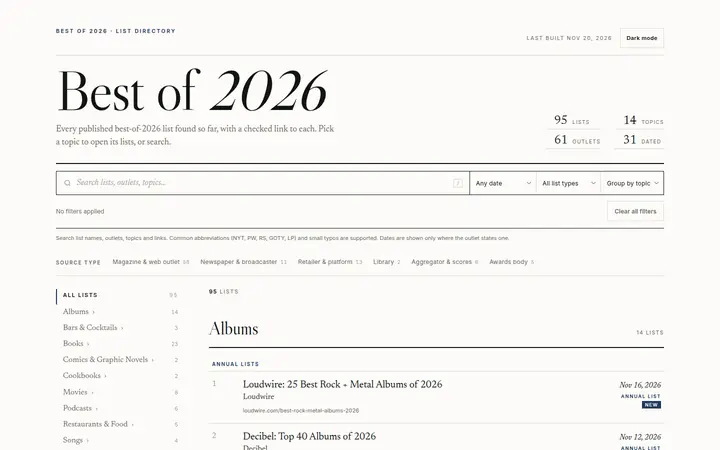 BEST OF 2026 · LIST DIRECTORY
LAST BUILT NOV 20, 2026
Dark mode
Best of 2026
Every published best-of-2026 list found so far, with a checked link to each. Pick
a topic to open its lists, or search.
95 LISTS
14 TOPICS
61 OUTLETS
31 DATED
Search lists, outlets, topics...
/
Any date
All list types
Group by topic
No filters applied
Clear all filters
Search list names, outlets, topics and links. Common abbreviations (NYT, PW, RS, GOTY, LP) and small typos are supported. Dates are shown only where the outlet states one.
SOURCE TYPE
Magazine & web outlet 58
Newspaper & broadcaster 11
Retailer & platform 13
Library 2
Aggregator & scores 6
Awards body 5
ALL LISTS 95
Albums › 14
Bars & Cocktails › 3
Books › 23
Comics & Graphic Novels › 2
Cookbooks › 2
Movies › 8
Podcasts › 6
Restaurants & Food › 5
Songs › 4
95 LISTS
Albums
14 LISTS
ANNUAL LISTS
1
Loudwire: 25 Best Rock + Metal Albums of 2026
Loudwire
loudwire.com/best-rock-metal-albums-2026
Nov 16, 2026
ANNUAL LIST
NEW
2
Decibel: Top 40 Albums of 2026
Decibel
Nov 12, 2026
ANNUAL LIST